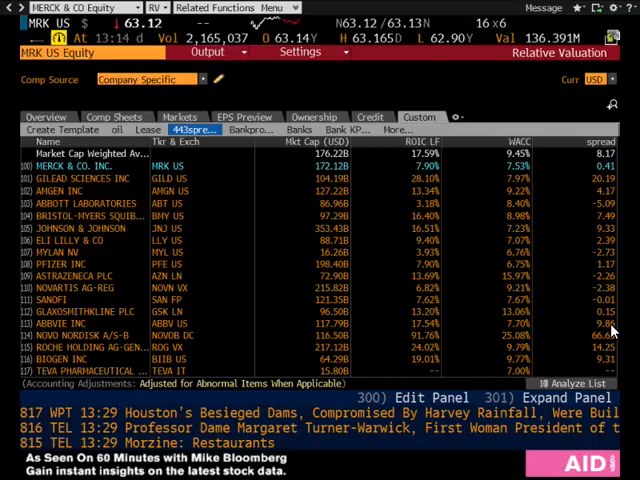 MERCK & CO Equity RV Related Functions Menu Message
MRK US $ 63.12 -- N63.12/63.13N 16x6
At 13:14 d Vol 2,165,037 O 63.14Y H 63.165D L 62.90Y Val 136.391M
MRK US Equity Output Settings Relative Valuation
Comp Source Company Specific Curr USD
Overview Comp Sheets Markets EPS Preview Ownership Credit Custom
Create Template oil Lease 443spre... Bankpro... Banks Bank KP... More...
Name Tkr & Exch Mkt Cap (USD) ROIC LF WACC spread
Market Cap Weighted Av... 176.22B 17.59% 9.45% 8.17
100) MERCK & CO. INC. MRK US 172.12B 7.90% 7.53% 0.41
101) GILEAD SCIENCES INC GILD US 104.19B 28.10% 7.97% 20.19
102) AMGEN INC AMGN US 126.91B 13.34% 9.22% 4.17
103) ABBOTT LABORATORIES ABT US 86.96B 3.18% 8.40% -5.09
104) BRISTOL-MYERS SQUIB... BMY US 97.29B 16.40% 8.98% 7.49
105) JOHNSON & JOHNSON JNJ US 353.43B 16.51% 7.23% 9.33
106) ELI LILLY & CO LLY US 88.71B 9.40% 7.07% 2.39
107) MYLAN NV MYL US 16.26B 3.93% 6.76% -2.73
108) PFIZER INC PFE US 198.40B 8.91% 7.77% 1.17
109) ASTRAZENECA PLC AZN LN 72.90B 13.69% 15.97% -2.26
110) NOVARTIS AG-REG NOVN VX 215.82B 6.82% 9.21% -2.38
111) SANOFI SAN FP 121.35B 7.62% 7.67% -0.01
112) GLAXOSMITHKLINE PLC GSK LN 96.50B 13.20% 13.06% 0.15
113) ABBVIE INC ABBV US 117.79B 17.54% 7.70% 9.86
114) NOVO NORDISK A/S-B NOVOB DC 116.50B 91.76% 25.08%
115) ROCHE HOLDING AG-GEN... ROG VX 217.12B 24.02% 9.79% 14.25
116) BIOGEN INC BIIB US 64.29B 19.01% 9.77% 9.31
117) TEVA PHARMACEUTICAL ... TEVA IT 15.80B -- 7.00% --
(Accounting Adjustments: Adjusted for Abnormal Items When Applicable) Analyze List
300) Edit Panel 301) Expand Panel
817 WPT 13:29 Houston's Besieged Dams, Compromised By Harvey Rainfall, Were Buil
816 TEL 13:29 Professor Dame Margaret Turner-Warwick, First Woman President of t
815 TEL 13:29 Morzine: Restaurants
As Seen On 60 Minutes with Mike Bloomberg
Gain instant insights on the latest stock data.
AID